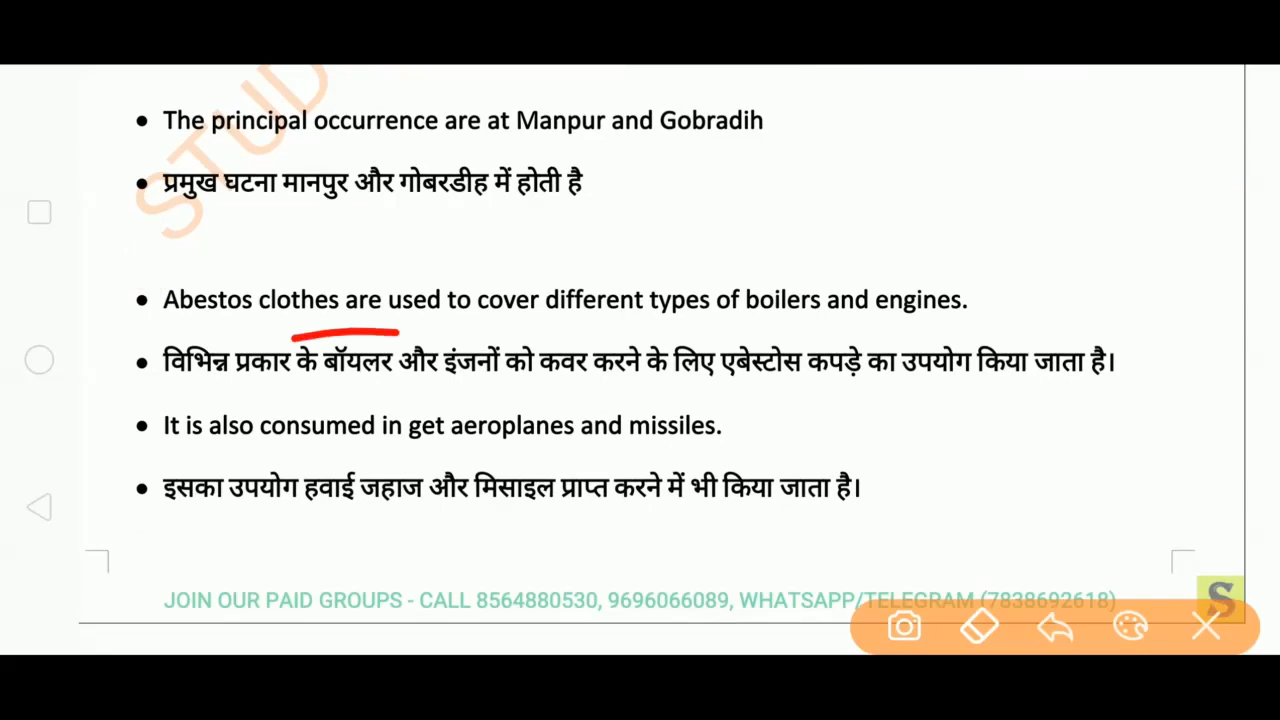 STUD
• The principal occurrence are at Manpur and Gobradih
• प्रमुख घटना मानपुर और गोबरडीह में होती है
• Abestos clothes are used to cover different types of boilers and engines.
• विभिन्न प्रकार के बॉयलर और इंजनों को कवर करने के लिए एबेस्टोस कपड़े का उपयोग किया जाता है।
• It is also consumed in get aeroplanes and missiles.
• इसका उपयोग हवाई जहाज और मिसाइल प्राप्त करने में भी किया जाता है।
JOIN OUR PAID GROUPS - CALL 8564880530, 9696066089, WHATSAPP/TELEGRAM (7838692618)
S